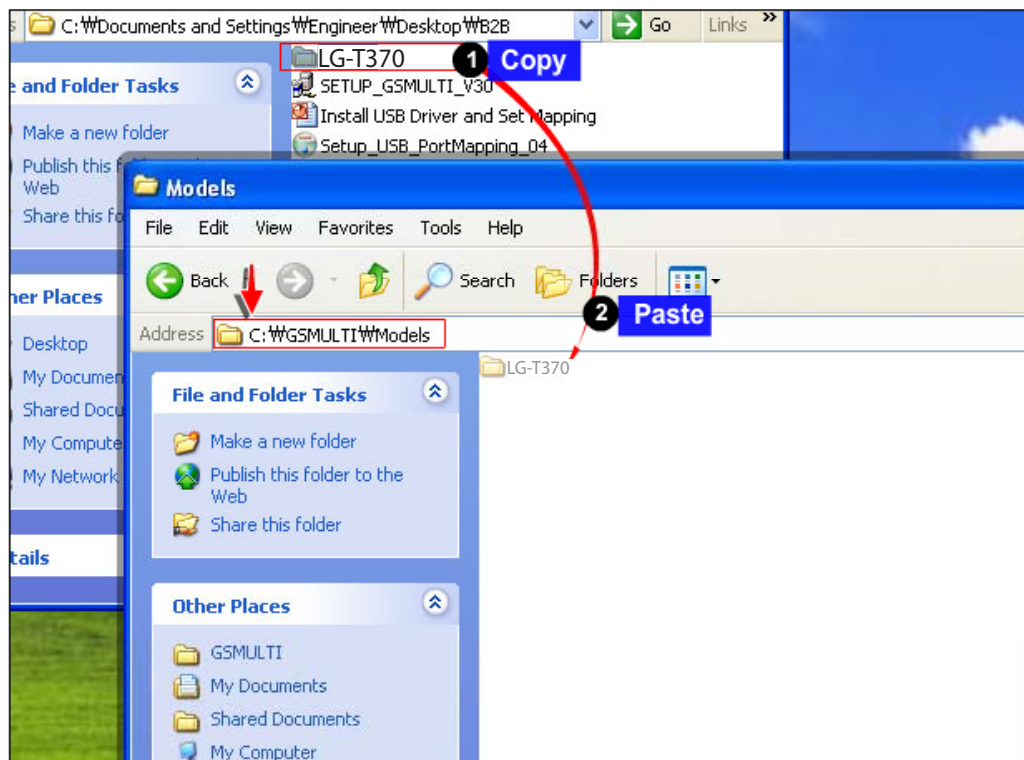 C:₩Documents and Settings₩Engineer₩Desktop₩B2B
Go
Links
»
LG-T370
1 Copy
SETUP_GSMULTI_V30
Install USB Driver and Set Mapping
Setup_USB_PortMapping_04
e and Folder Tasks
Make a new folder
Publish this f
Web
Share this fo
her Places
Desktop
My Documen
Shared Docu
My Compute
My Network
tails
Models
File Edit View Favorites Tools Help
Back
Search
Folders
2 Paste
Address C:₩GSMULTI₩Models
LG-T370
File and Folder Tasks
Make a new folder
Publish this folder to the
Web
Share this folder
Other Places
GSMULTI
My Documents
Shared Documents
My Computer